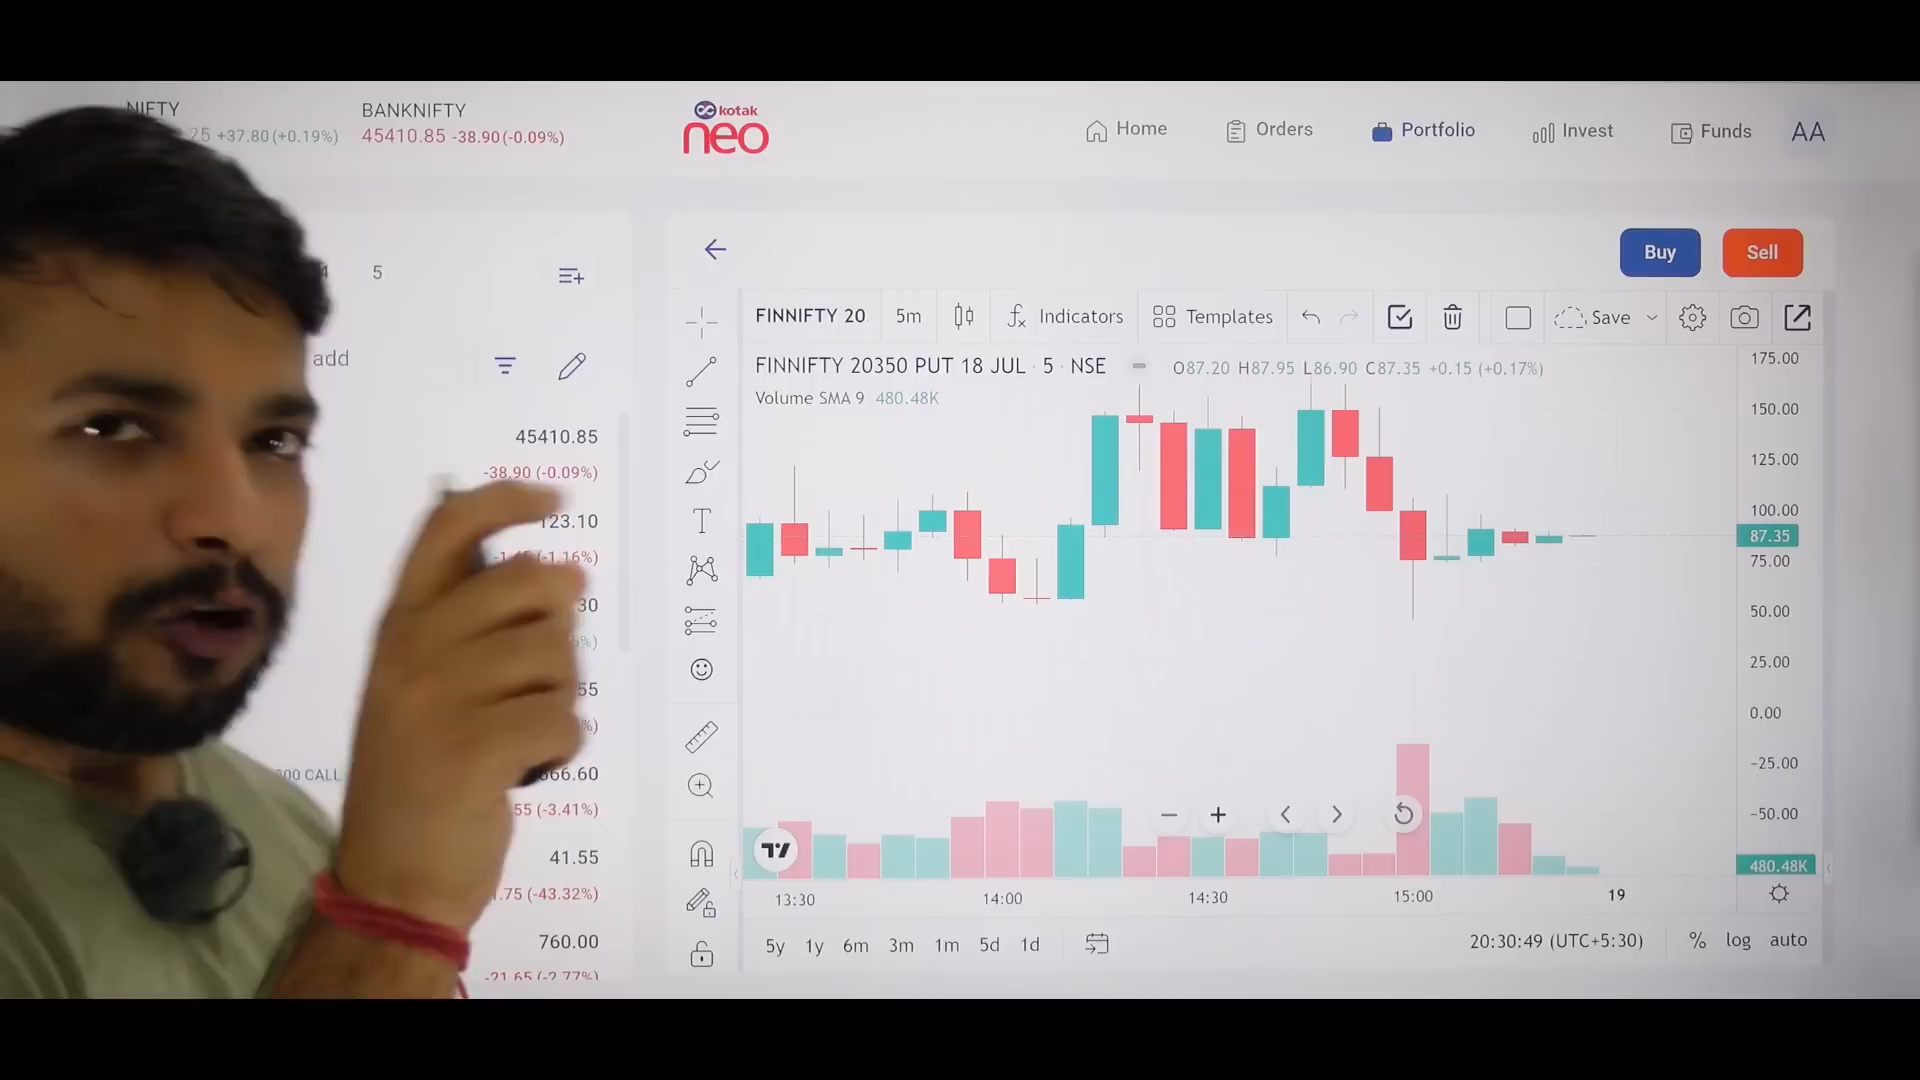 NIFTY
25 +37.80 (+0.19%)
BANKNIFTY
45410.85 -38.90 (-0.09%)
kotak
neo
Home
Orders
Portfolio
Invest
Funds
AA
4 5
add
45410.85
-38.90 (-0.09%)
123.10
(-1.16%)
30
55
00 CALL
666.60
55 (-3.41%)
41.55
.75 (-43.32%)
760.00
-21.65 (-2.77%)
Buy
Sell
FINNIFTY 20
5m
Indicators
Templates
Save
FINNIFTY 20350 PUT 18 JUL · 5 · NSE
O87.20 H87.95 L86.90 C87.35 +0.15 (+0.17%)
Volume SMA 9 480.48K
175.00
150.00
125.00
100.00
87.35
75.00
50.00
25.00
0.00
-25.00
-50.00
480.48K
13:30
14:00
14:30
15:00
19
5y 1y 6m 3m 1m 5d 1d
20:30:49 (UTC+5:30)
% log auto